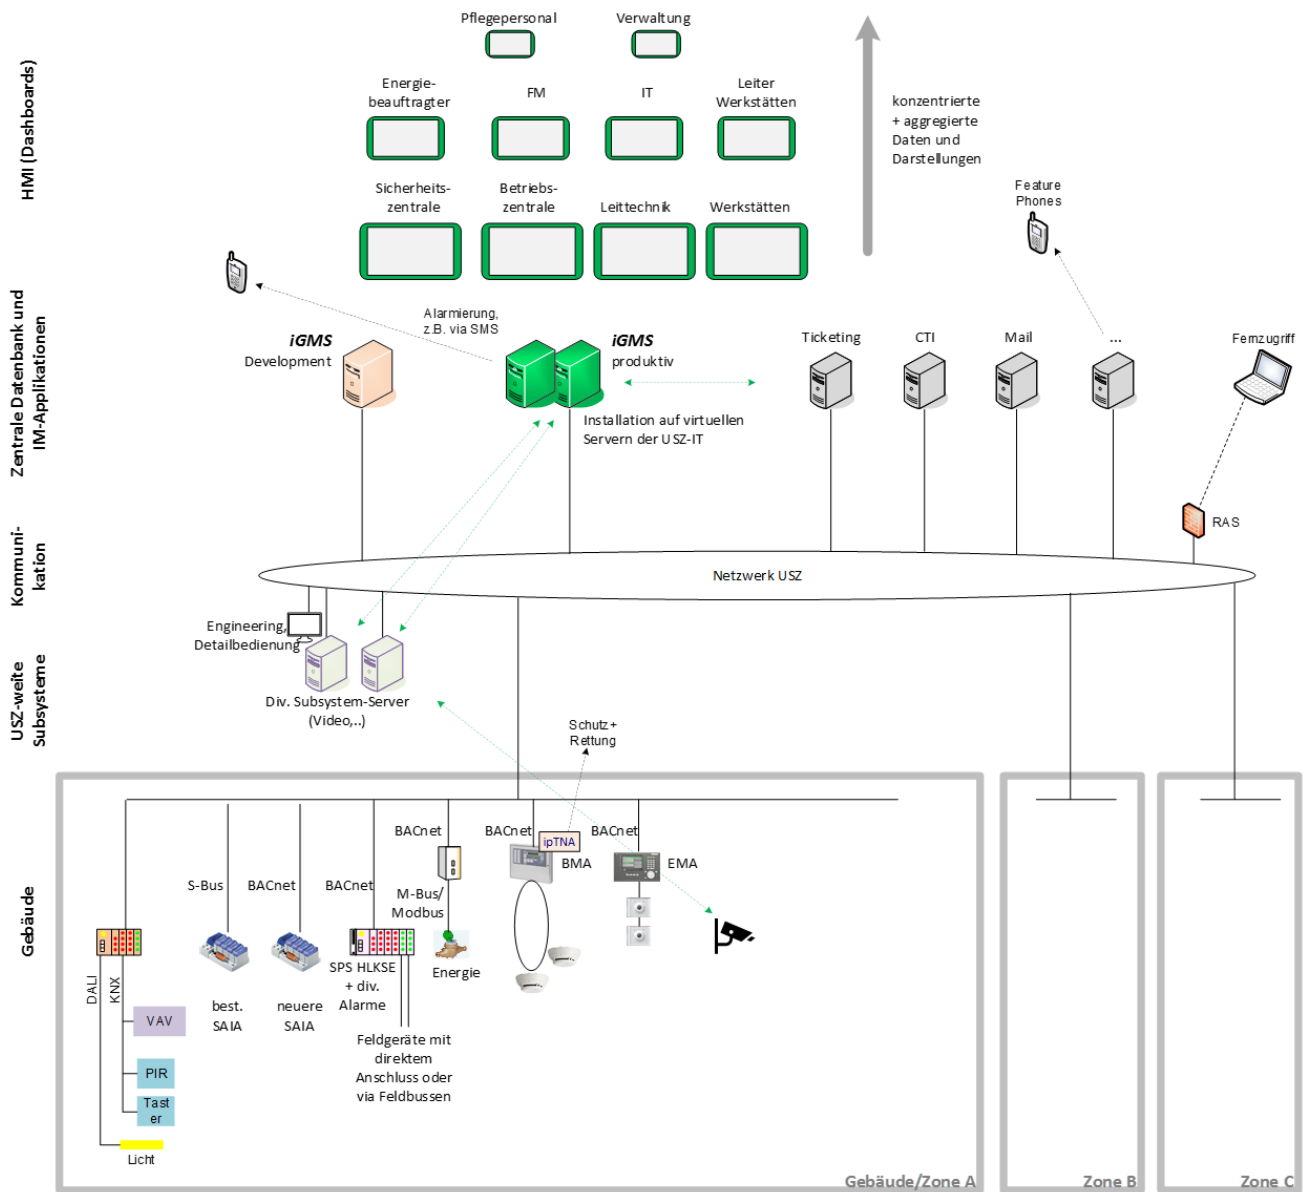 HMI (Dashboards)
Pflegepersonal
Verwaltung
Energie-
beauftragter
FM
IT
Leiter
Werkstätten
konzentrierte
+ aggregierte
Daten und
Darstellungen
Sicherheits-
zentrale
Betriebs-
zentrale
Leittechnik
Werkstätten
Feature
Phones
Zentrale Datenbank und
IM-Applikationen
Alarmierung,
z.B. via SMS
iGMS
Development
iGMS
produktiv
Ticketing
CTI
Mail
...
Fernzugriff
Installation auf virtuellen
Servern der USZ-IT
RAS
Kommuni-
kation
Netzwerk USZ
USZ-weite
Subsysteme
Engineering,
Detailbedienung
Div. Subsystem-Server
(Video,..)
Schutz+
Rettung
Gebäude
BACnet
BACnet
ipTNA
BMA
BACnet
EMA
S-Bus
BACnet
BACnet
M-Bus/
Modbus
DALI
KNX
best.
SAIA
neuere
SAIA
SPS HLKSE
+ div.
Alarme
Energie
VAV
PIR
Tast
er
Licht
Feldgeräte mit
direktem
Anschluss oder
via Feldbussen
Gebäude/Zone A
Zone B
Zone C